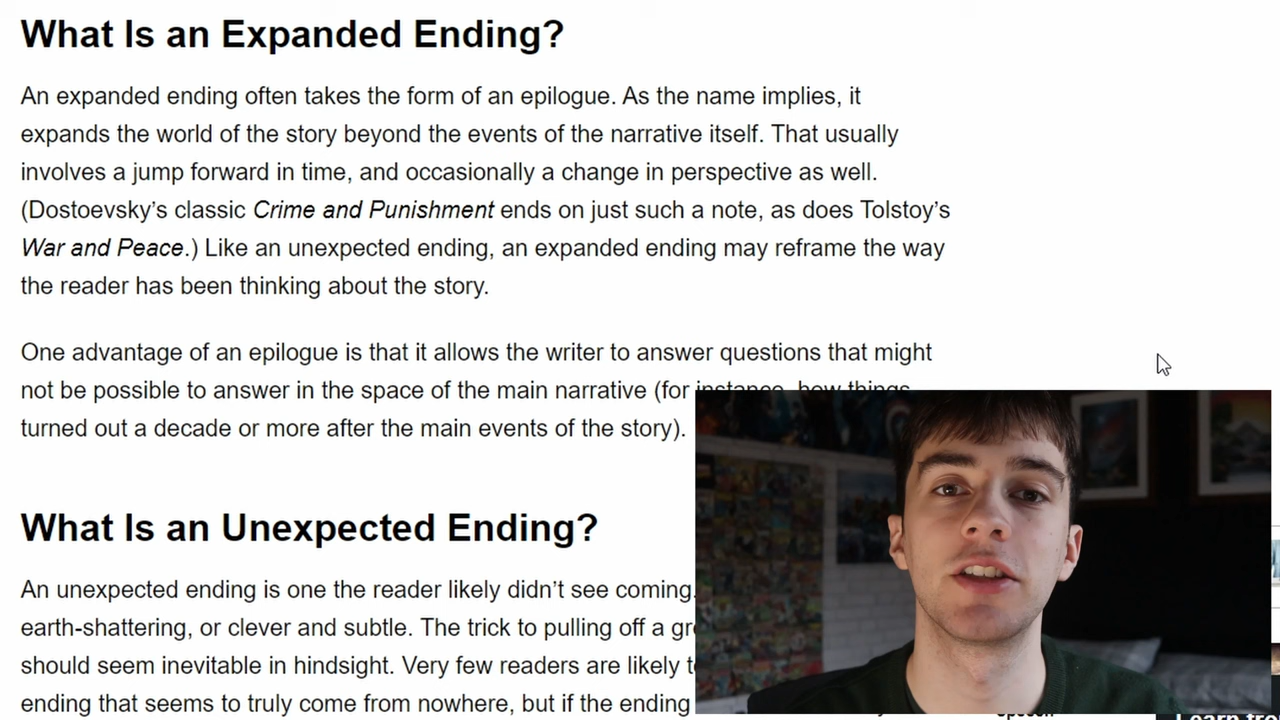 What Is an Expanded Ending?
An expanded ending often takes the form of an epilogue. As the name implies, it
expands the world of the story beyond the events of the narrative itself. That usually
involves a jump forward in time, and occasionally a change in perspective as well.
(Dostoevsky’s classic Crime and Punishment ends on just such a note, as does Tolstoy’s
War and Peace.) Like an unexpected ending, an expanded ending may reframe the way
the reader has been thinking about the story.
One advantage of an epilogue is that it allows the writer to answer questions that might
not be possible to answer in the space of the main narrative (for instance, how things
turned out a decade or more after the main events of the story).
What Is an Unexpected Ending?
An unexpected ending is one the reader likely didn’t see coming.
earth-shattering, or clever and subtle. The trick to pulling off a
should seem inevitable in hindsight. Very few readers are likely
ending that seems to truly come from nowhere, but if the ending